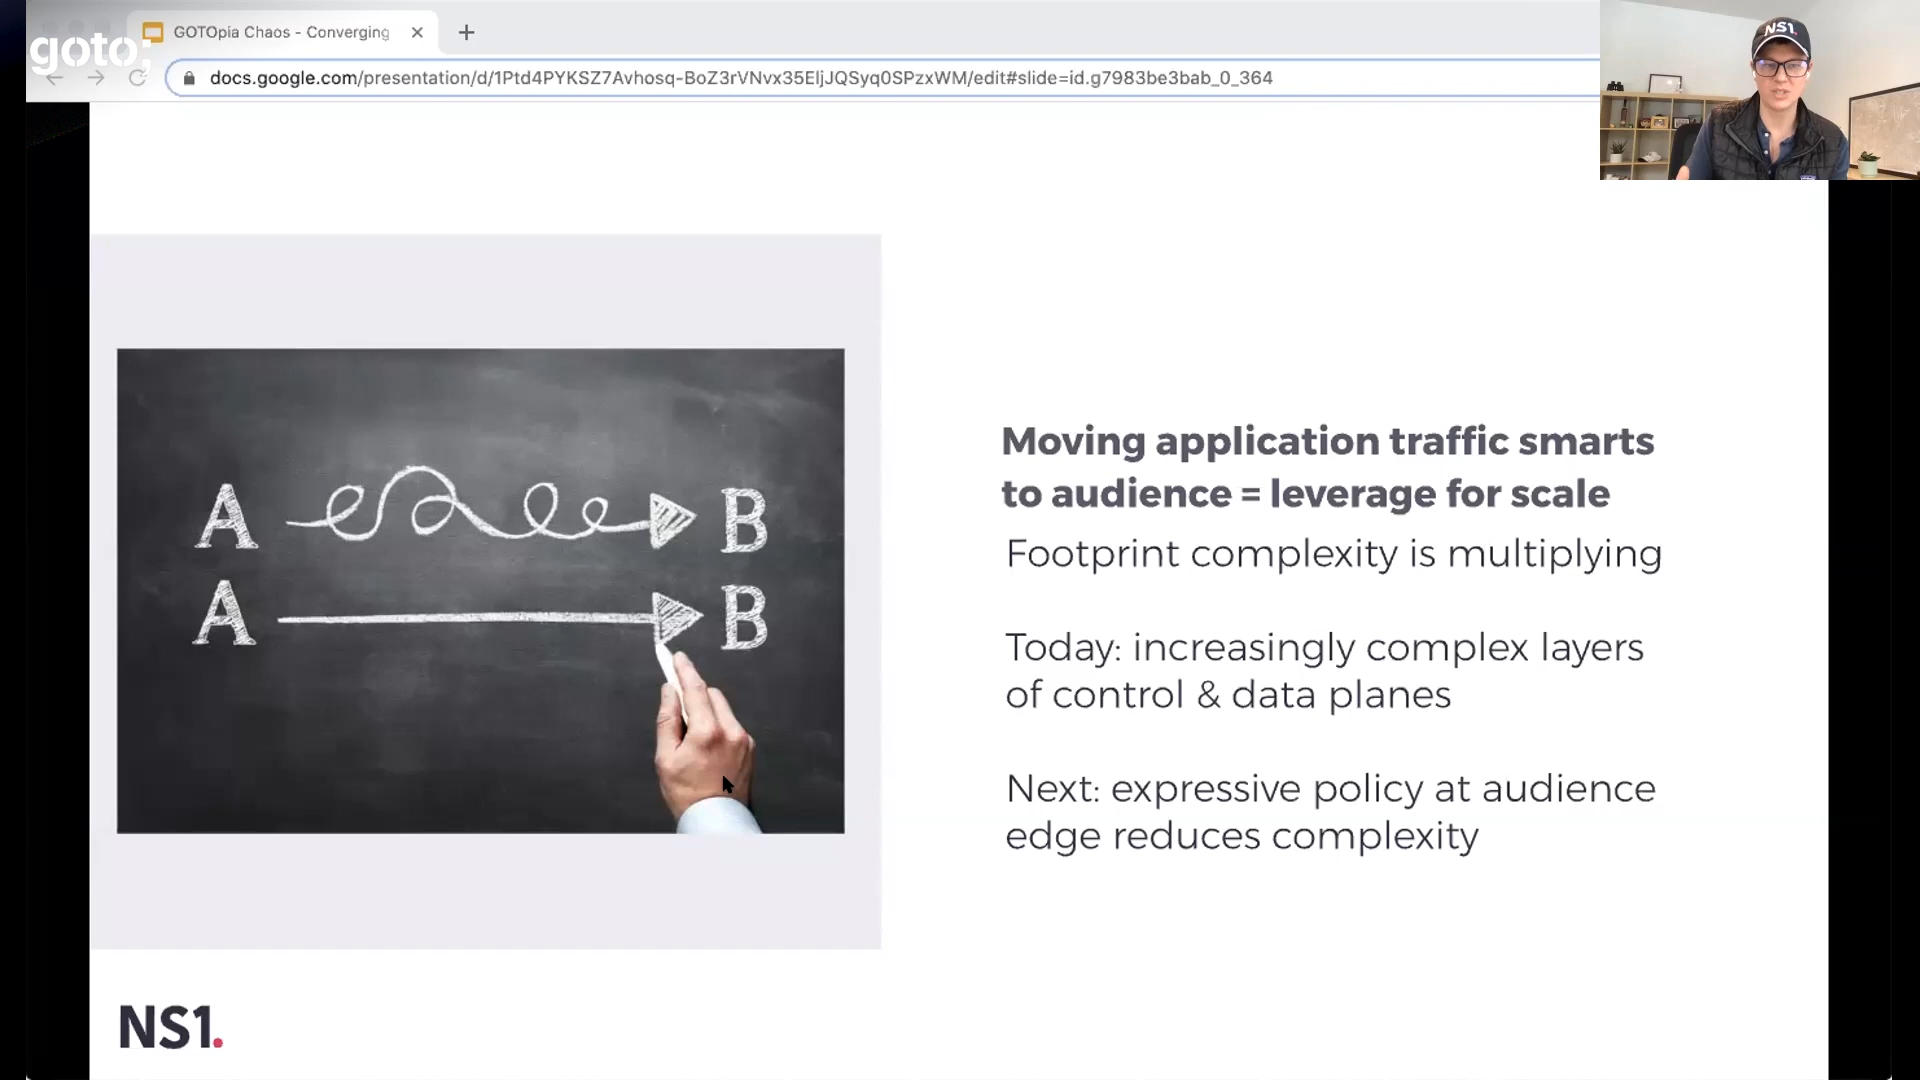 goto;
GOTOpia Chaos - Converging
docs.google.com/presentation/d/1Ptd4PYKSZ7Avhosq-BoZ3rVNvx35EljJQSyq0SPzxWM/edit#slide=id.g7983be3bab_0_364
NS1.
A B
A B
Moving application traffic smarts
to audience = leverage for scale
Footprint complexity is multiplying
Today: increasingly complex layers
of control & data planes
Next: expressive policy at audience
edge reduces complexity
NS1.